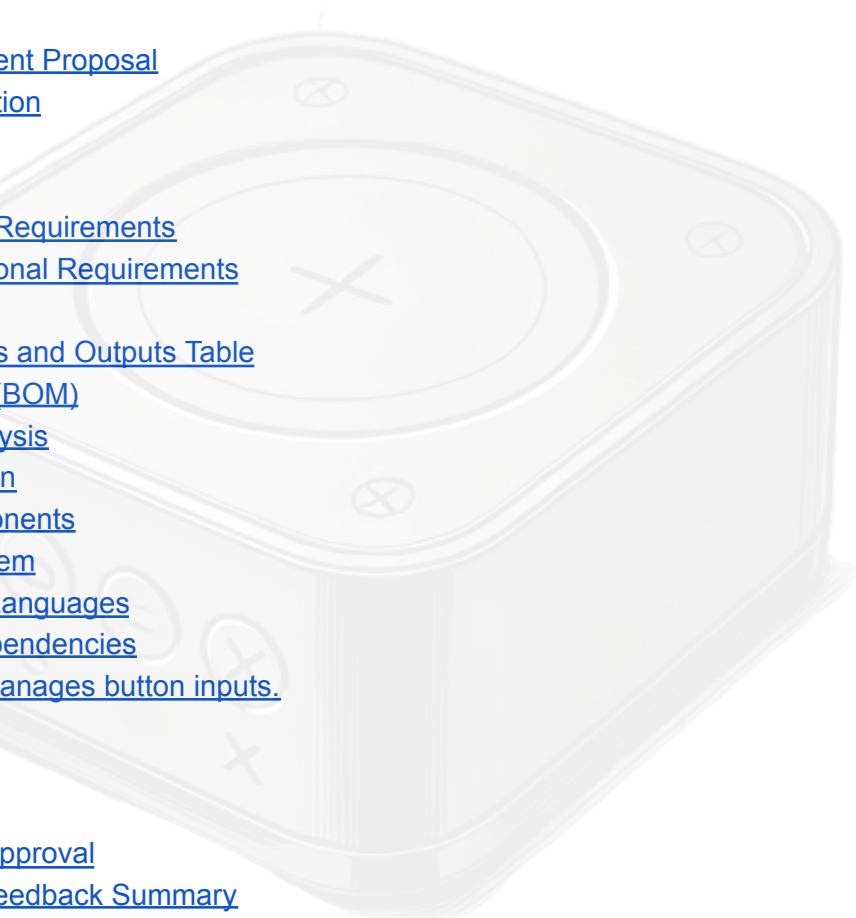 ent Proposal
tion
Requirements
onal Requirements
s and Outputs Table
(BOM)
ysis
n
onents
em
Languages
pendencies
anages button inputs.
pproval
eedback Summary